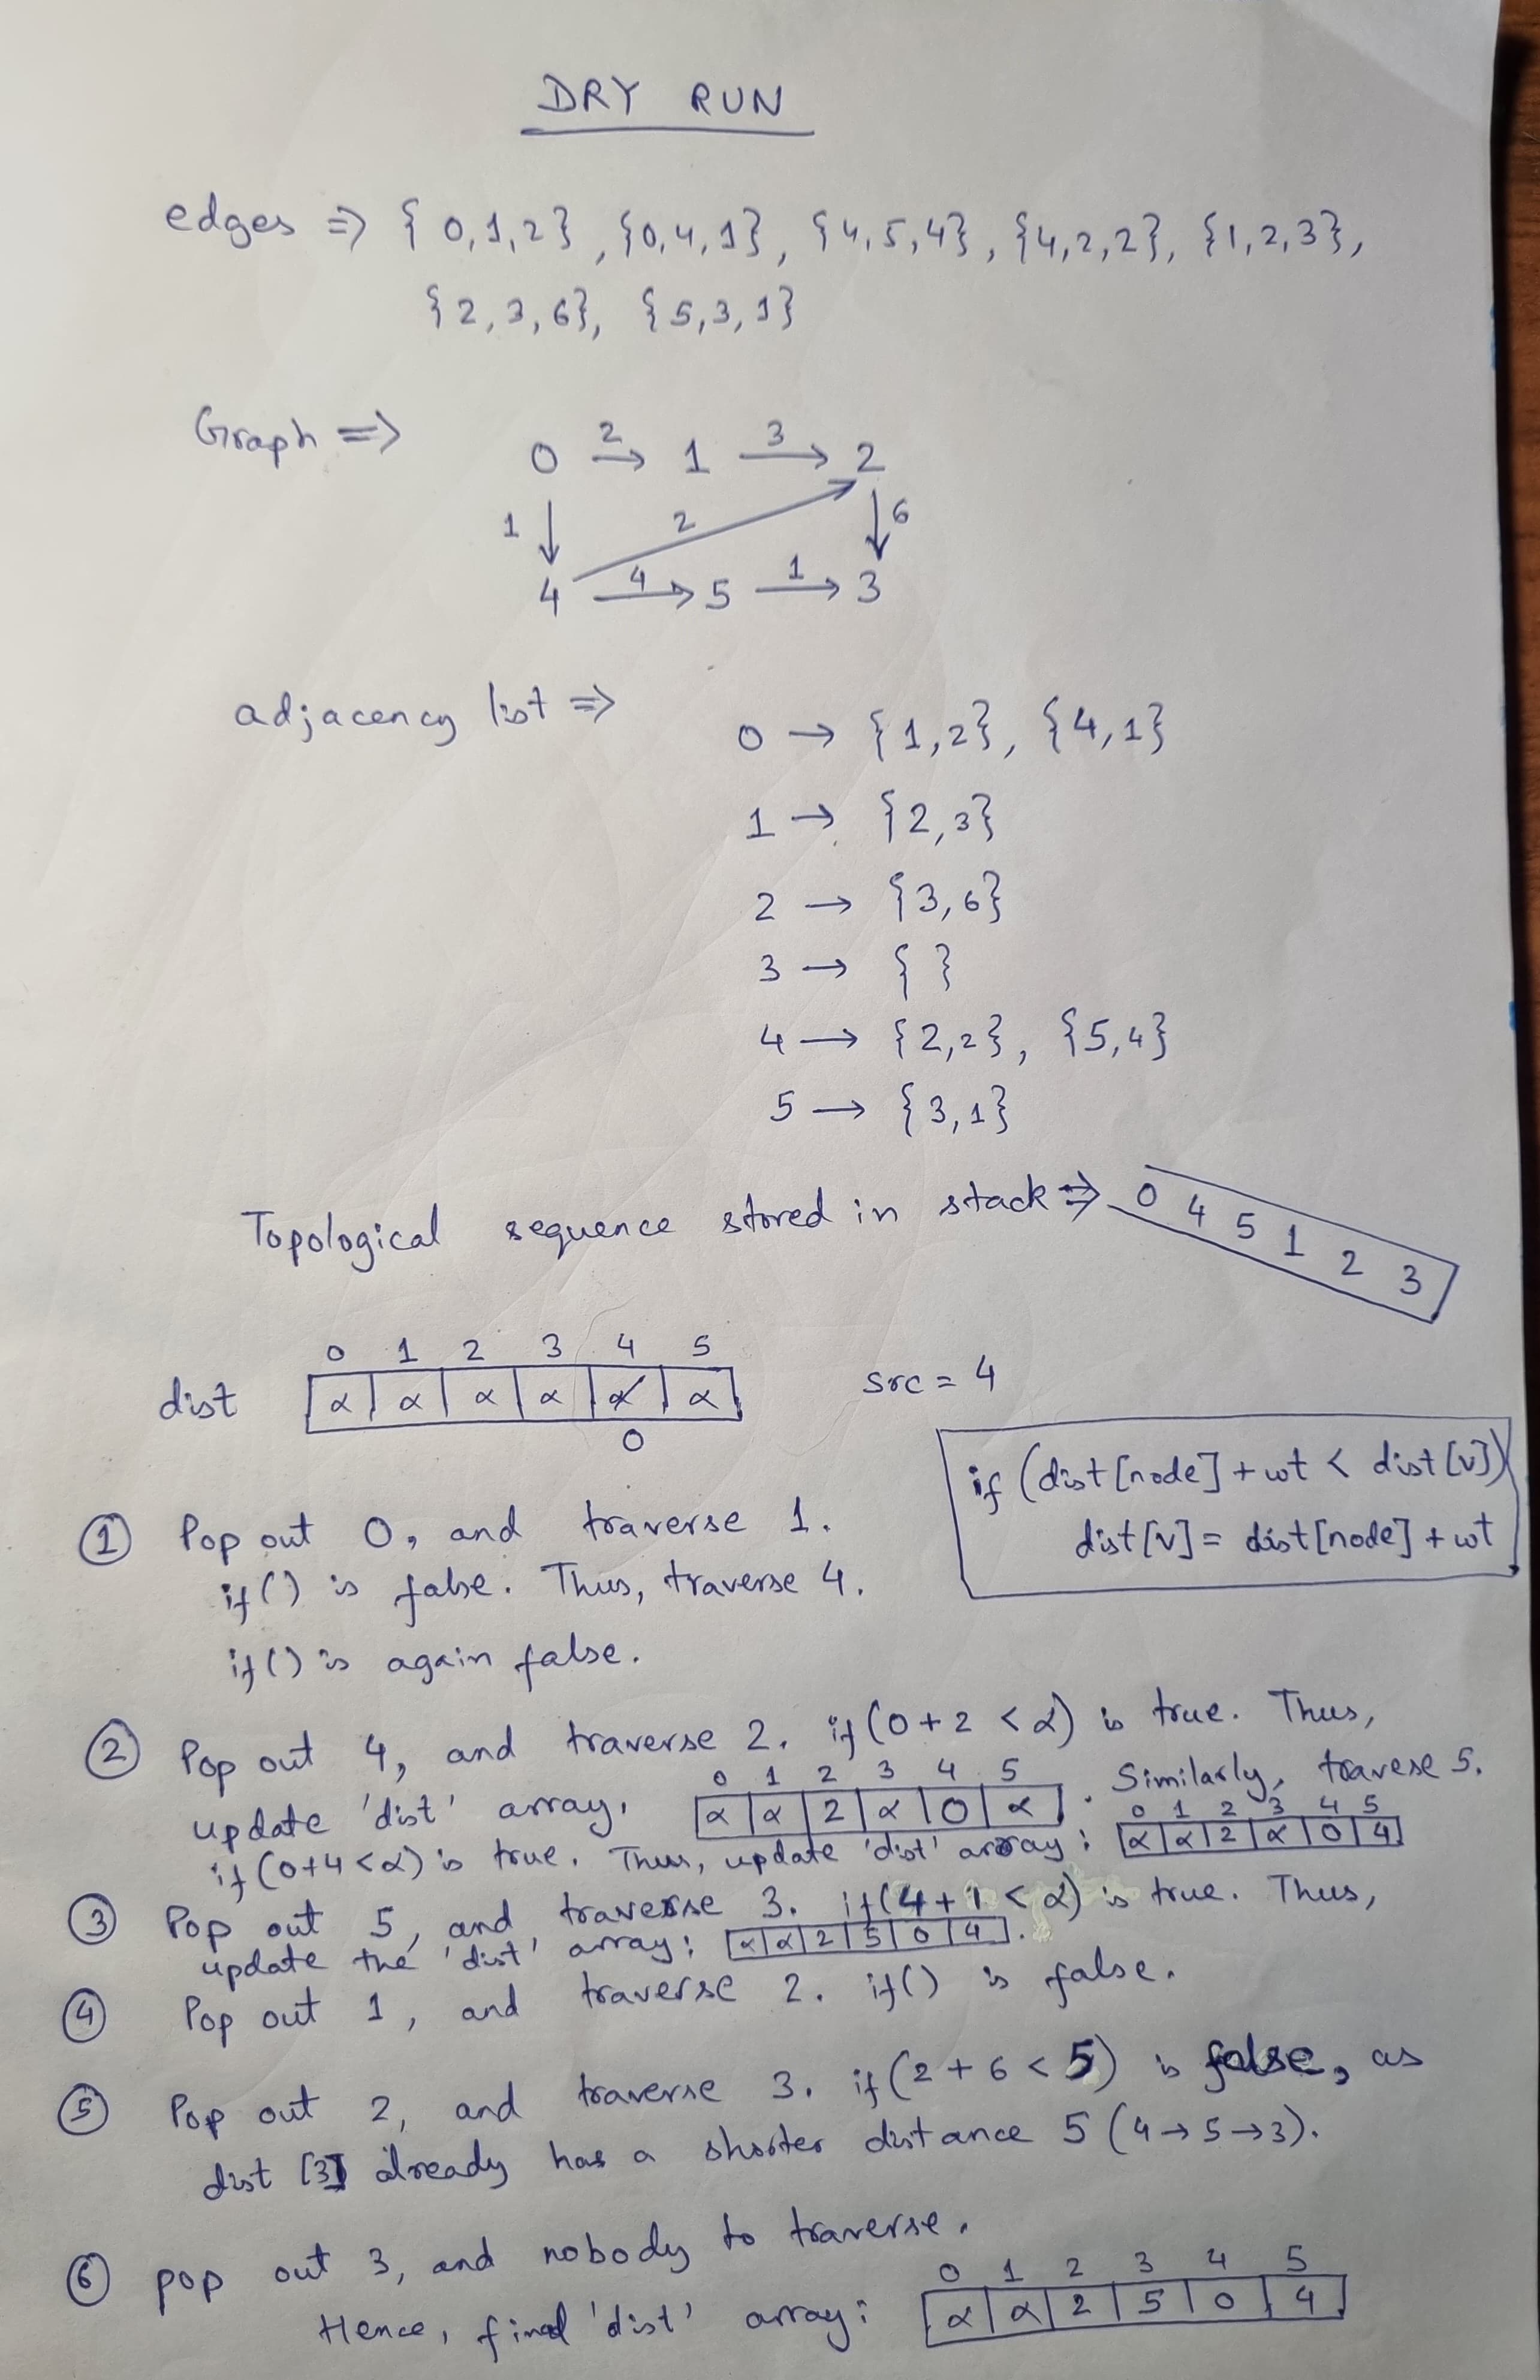 DRY RUN
edges ⇒ {0,1,2}, {0,4,1}, {4,5,4}, {4,2,2}, {1,2,3},
{2,3,6}, {5,3,1}
Graph ⇒
0 →2 1 →3 2
1 ↓ 2 ↓ 6
4 →4 5 →1 3
adjacency list ⇒
0 → {1,2}, {4,1}
1 → {2,3}
2 → {3,6}
3 → { }
4 → {2,2}, {5,4}
5 → {3,1}
Topological sequence stored in stack ⇒ 0 4 5 1 2 3
0 1 2 3 4 5
dist α α α α α α
0
src = 4
if (dist[node] + wt < dist[v])
dist[v] = dist[node] + wt
① Pop out 0, and traverse 1.
if() is false. Thus, traverse 4.
if() is again false.
② Pop out 4, and traverse 2. if(0+2 < α) is true. Thus,
0 1 2 3 4 5
update 'dist' array. α α 2 α 0 α . Similarly, travese 5.
0 1 2 3 4 5
if (0+4<α) is true. Thus, update 'dist' array: α α 2 α 0 4
③ Pop out 5, and traverse 3. if(4+1 < α) is true. Thus,
update the 'dist' array: α α 2 5 0 4.
④ Pop out 1, and traverse 2. if() is false.
⑤ Pop out 2, and traverse 3. if(2+6 < 5) is false, as
dist [3] already has a shorter distance 5 (4→5→3).
⑥ pop out 3, and nobody to traverse.
0 1 2 3 4 5
Hence, final 'dist' array: α α 2 5 0 4